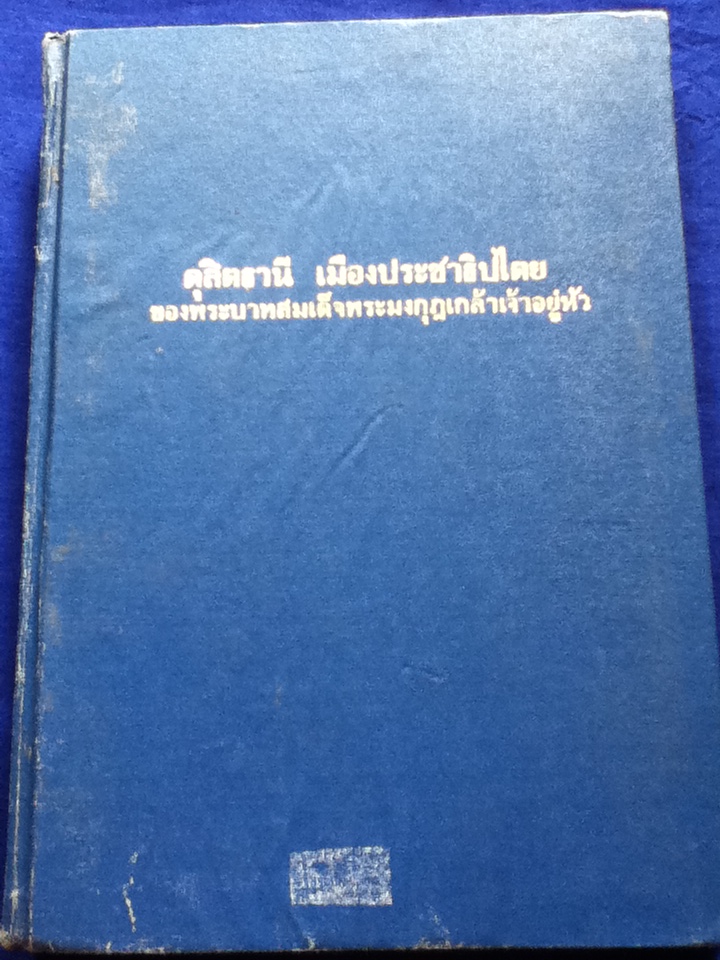 ดุสิตธานี เมืองประชาธิปไตย
ของพระบาทสมเด็จพระมงกุฎเกล้าเจ้าอยู่หัว